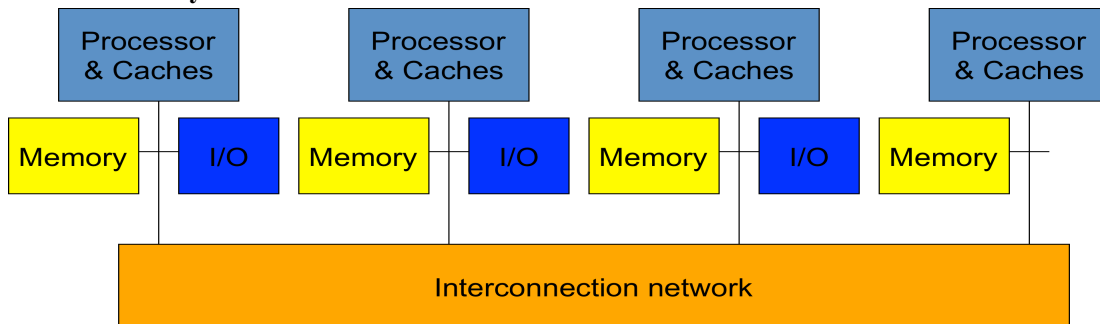 Processor
& Caches
Processor
& Caches
Processor
& Caches
Processor
& Caches
Memory
I/O
Memory
I/O
Memory
I/O
Memory
Interconnection network